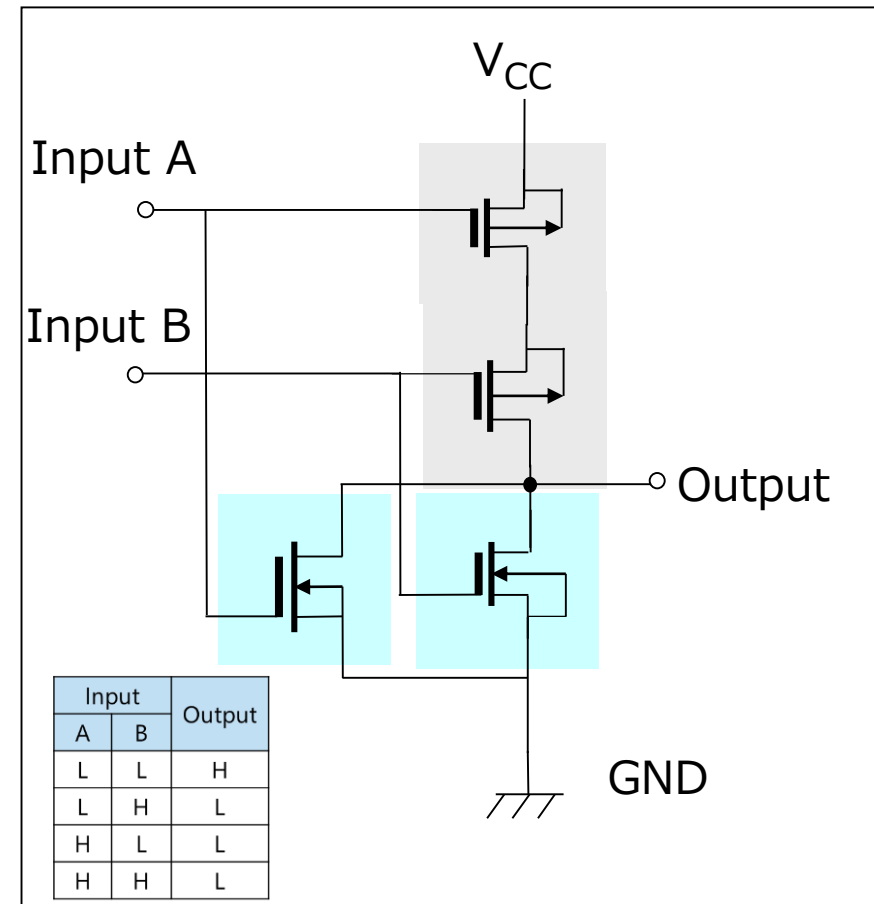 VCC
Input A
Input B
Output
GND
Input Output
A B
L L H
L H L
H L L
H H L